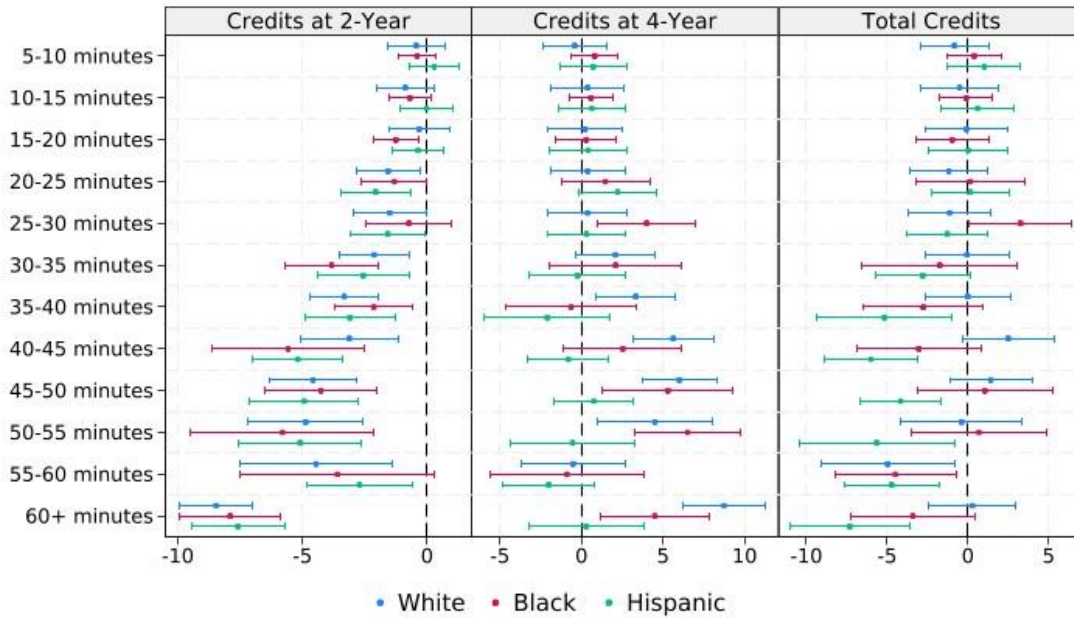 Credits at 2-Year Credits at 4-Year Total Credits
5-10 minutes
10-15 minutes
15-20 minutes
20-25 minutes
25-30 minutes
30-35 minutes
35-40 minutes
40-45 minutes
45-50 minutes
50-55 minutes
55-60 minutes
60+ minutes
-10 -5 0 -5 0 5 10 -10 -5 0 5
White Black Hispanic